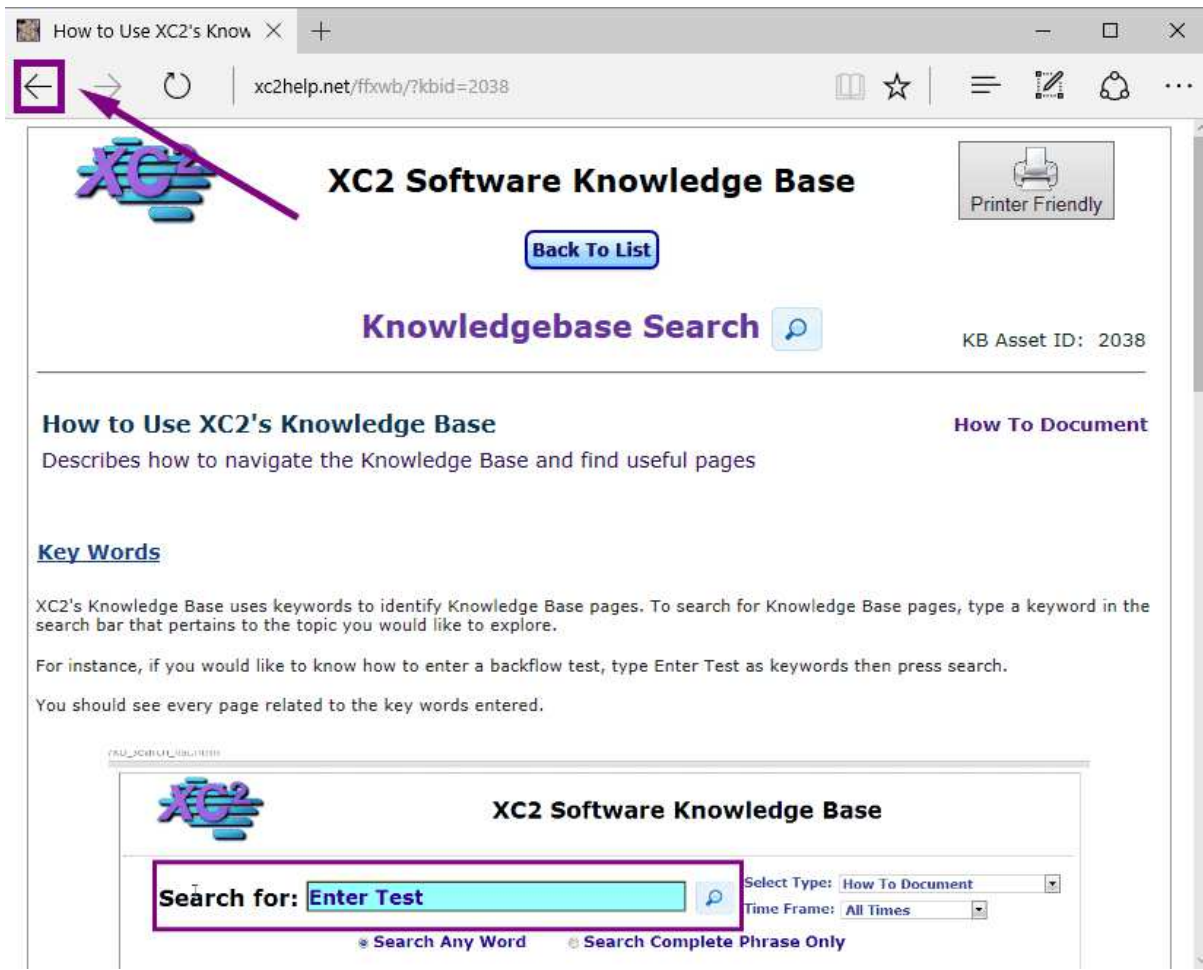 How to Use XC2's Know
xc2help.net/ffxwb/?kbid=2038
XC2
XC2 Software Knowledge Base
Printer Friendly
Back To List
Knowledgebase Search
KB Asset ID: 2038
How to Use XC2's Knowledge Base
How To Document
Describes how to navigate the Knowledge Base and find useful pages
Key Words
XC2's Knowledge Base uses keywords to identify Knowledge Base pages. To search for Knowledge Base pages, type a keyword in the
search bar that pertains to the topic you would like to explore.
For instance, if you would like to know how to enter a backflow test, type Enter Test as keywords then press search.
You should see every page related to the key words entered.
XC2
XC2 Software Knowledge Base
Search for: Enter Test
Select Type: How To Document
Time Frame: All Times
Search Any Word Search Complete Phrase Only